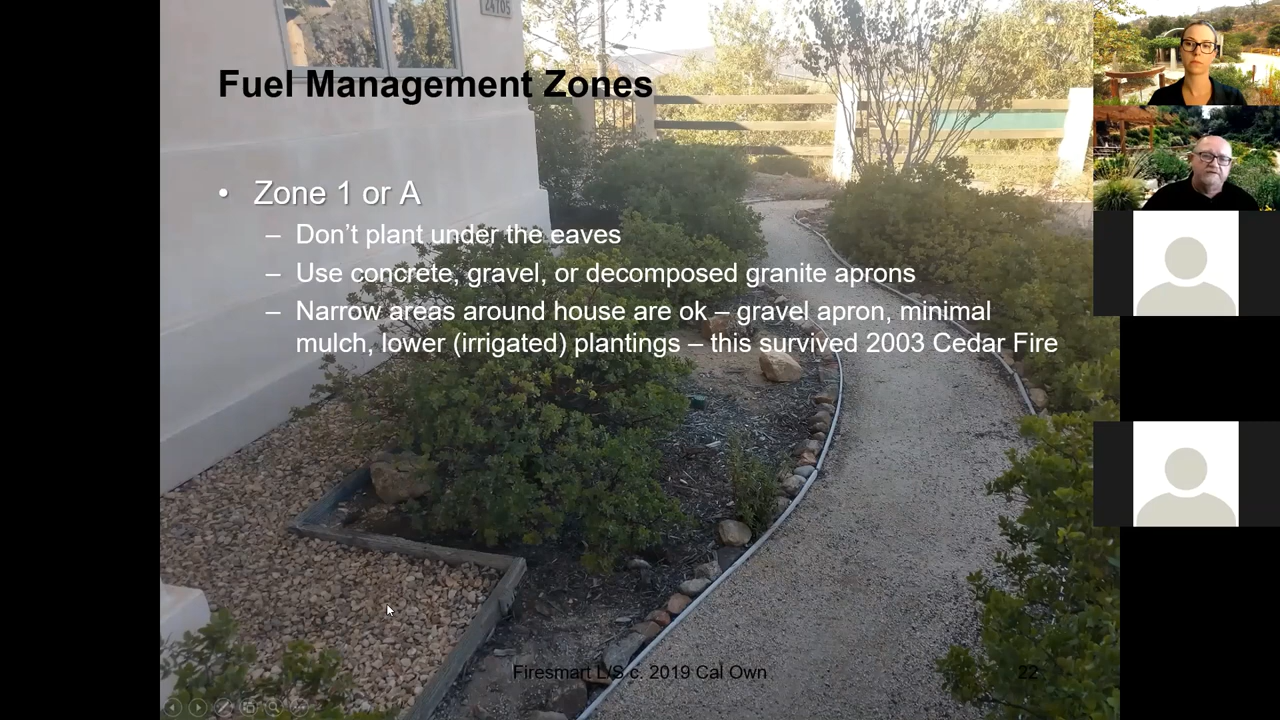 24705
Fuel Management Zones
• Zone 1 or A
– Don't plant under the eaves
– Use concrete, gravel, or decomposed granite aprons
– Narrow areas around house are ok – gravel apron, minimal
mulch, lower (irrigated) plantings – this survived 2003 Cedar Fire
Firesmart L/S c. 2019 Cal Own
22